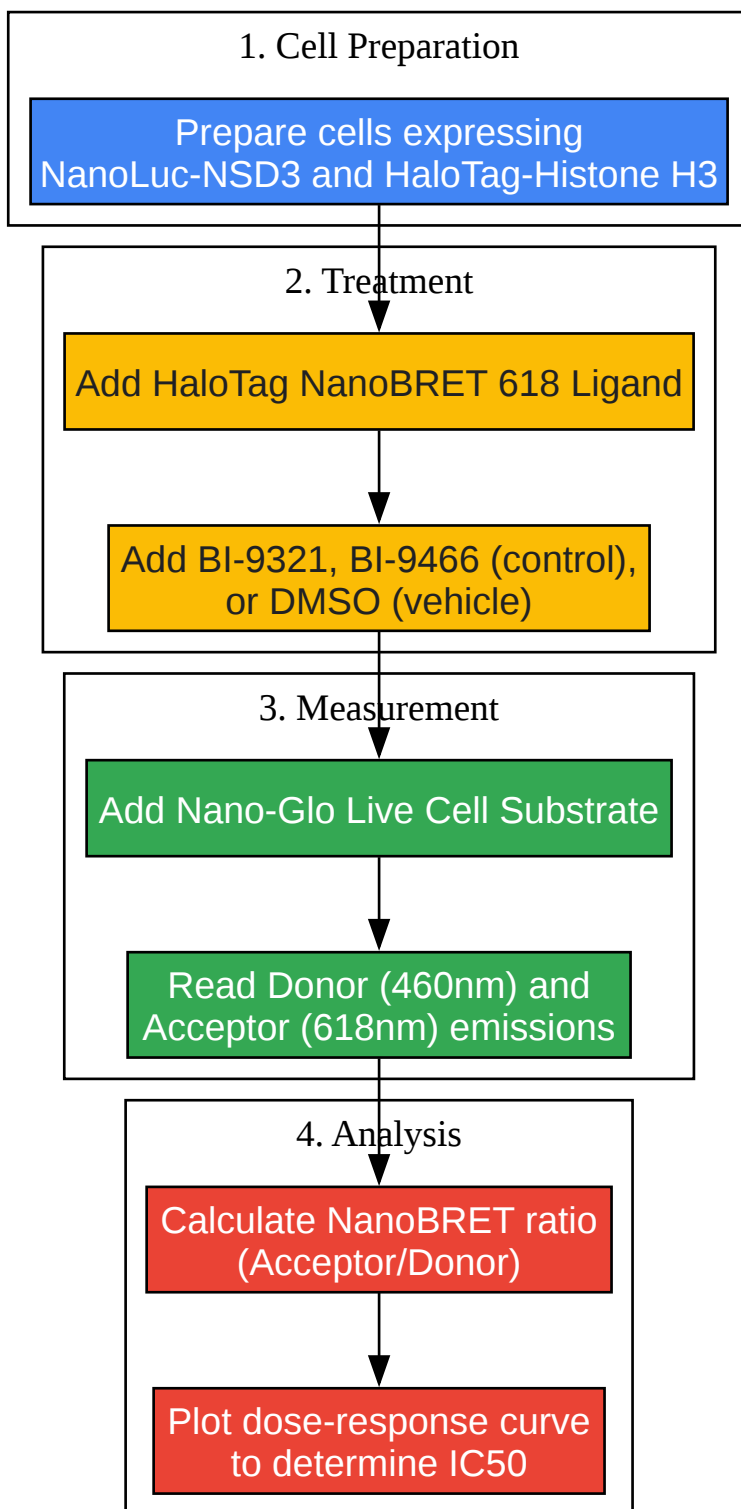 1. Cell Preparation
Prepare cells expressing
NanoLuc-NSD3 and HaloTag-Histone H3
2. Treatment
Add HaloTag NanoBRET 618 Ligand
Add BI-9321, BI-9466 (control),
or DMSO (vehicle)
3. Measurement
Add Nano-Glo Live Cell Substrate
Read Donor (460nm) and
Acceptor (618nm) emissions
4. Analysis
Calculate NanoBRET ratio
(Acceptor/Donor)
Plot dose-response curve
to determine IC50